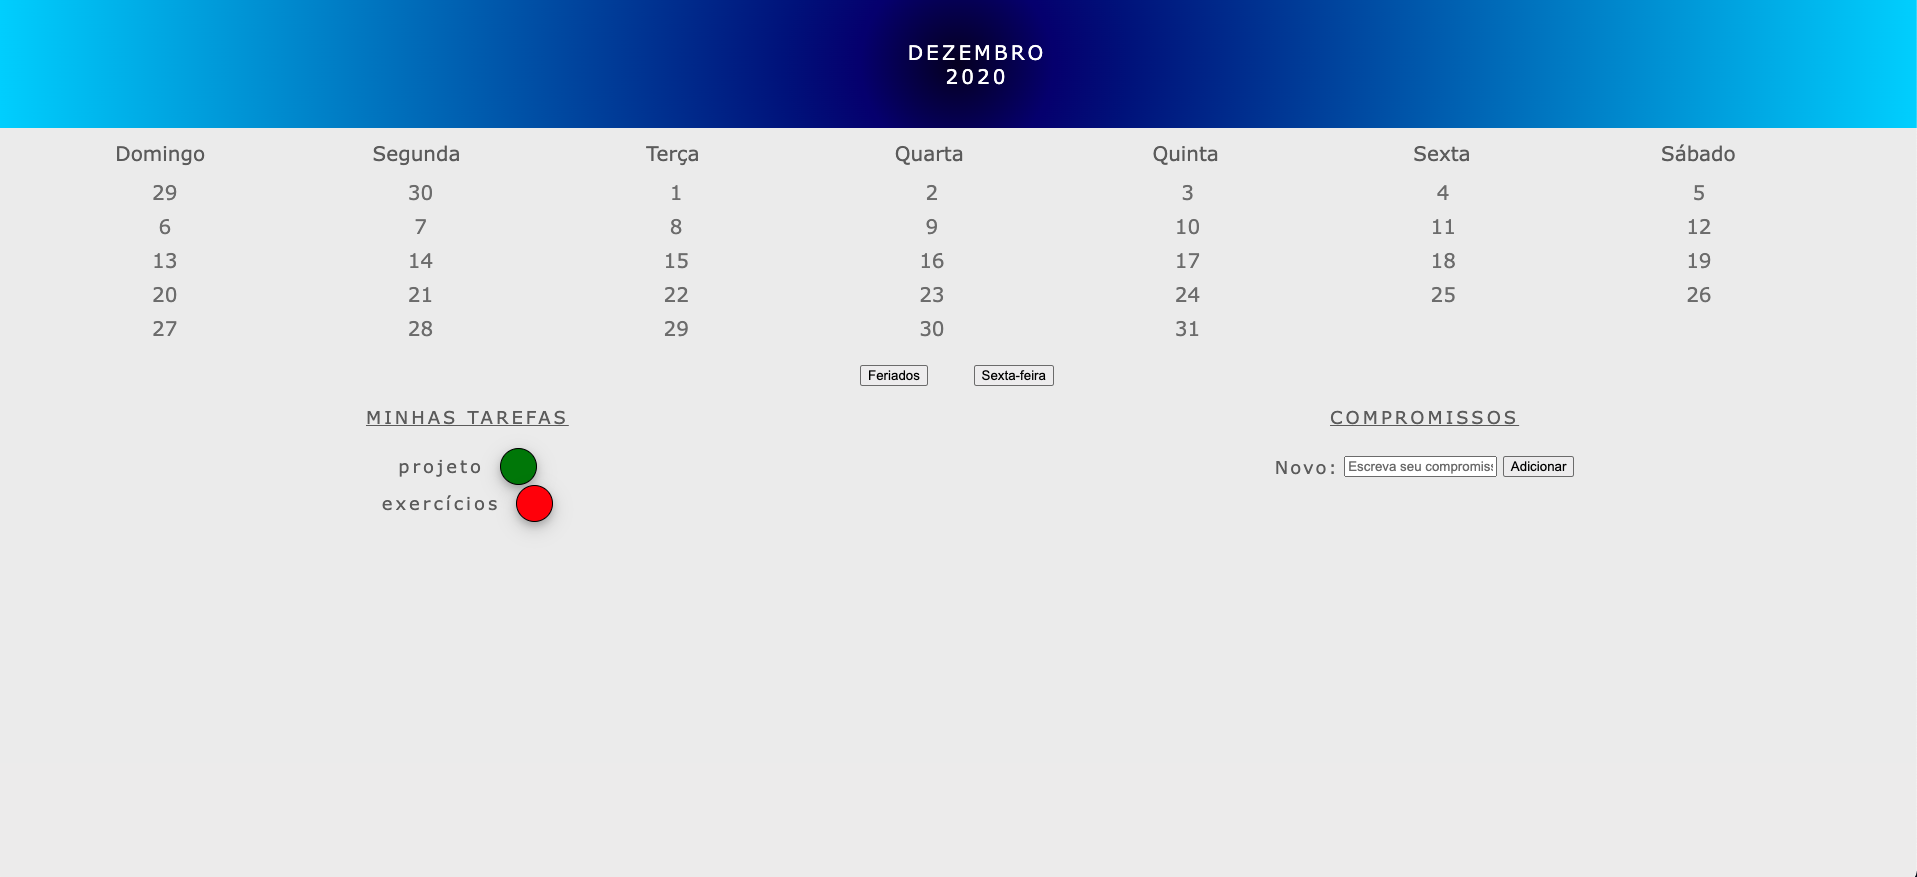 DEZEMBRO
2020
Domingo Segunda Terça Quarta Quinta Sexta Sábado
29 30 1 2 3 4 5
6 7 8 9 10 11 12
13 14 15 16 17 18 19
20 21 22 23 24 25 26
27 28 29 30 31
Feriados Sexta-feira
MINHAS TAREFAS
projeto
exercícios
COMPROMISSOS
Novo: Escreva seu compromiss Adicionar